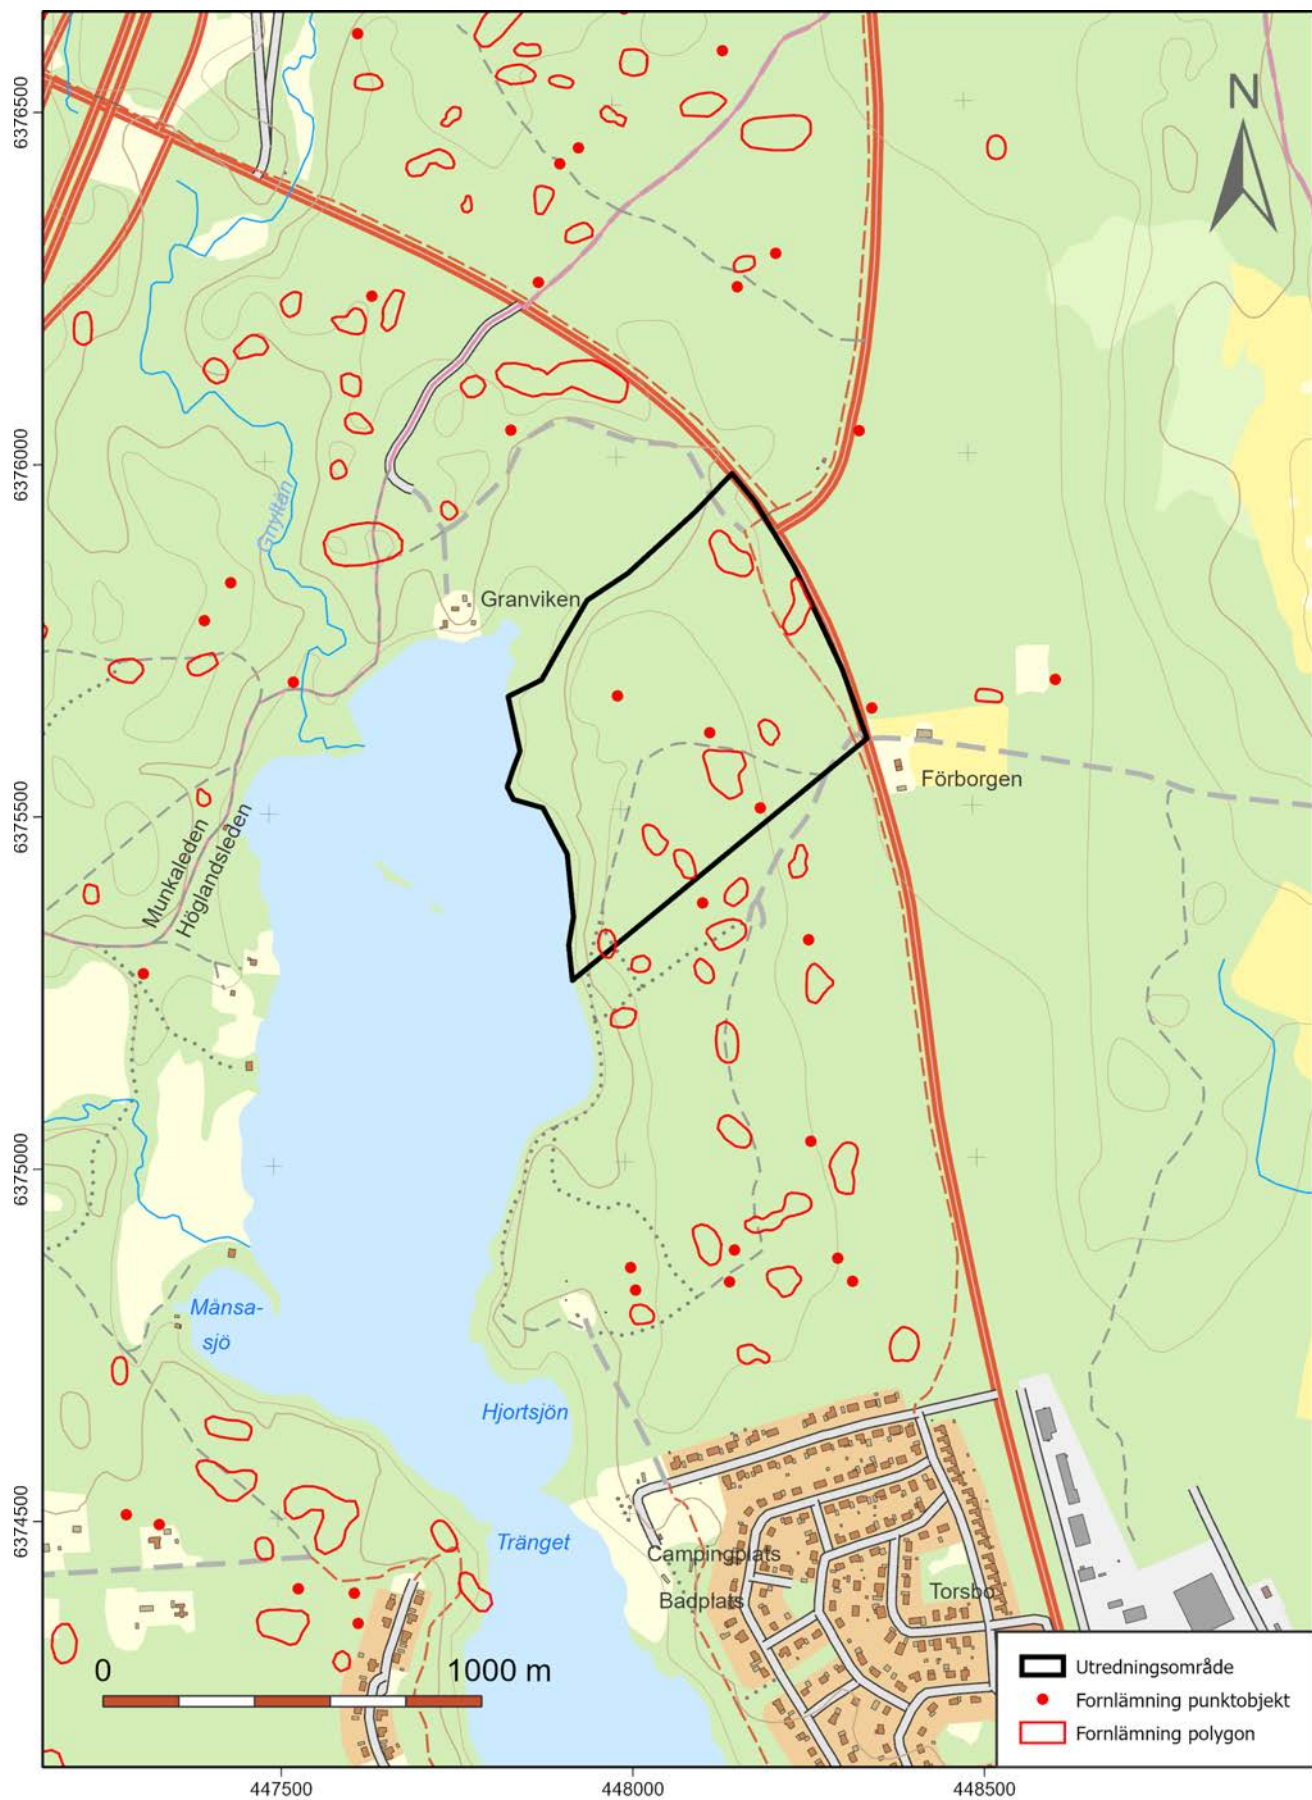 N
6376500
6376000
6375500
6375000
6374500
Gnyltån
Granviken
Förborgen
Munkaleden
Höglandsleden
Månsa-
sjö
Hjortsjön
Tränget
Campingplats
Badplats
Torsbo
0 1000 m
Utredningsområde
Fornlämning punktobjekt
Fornlämning polygon
447500 448000 448500